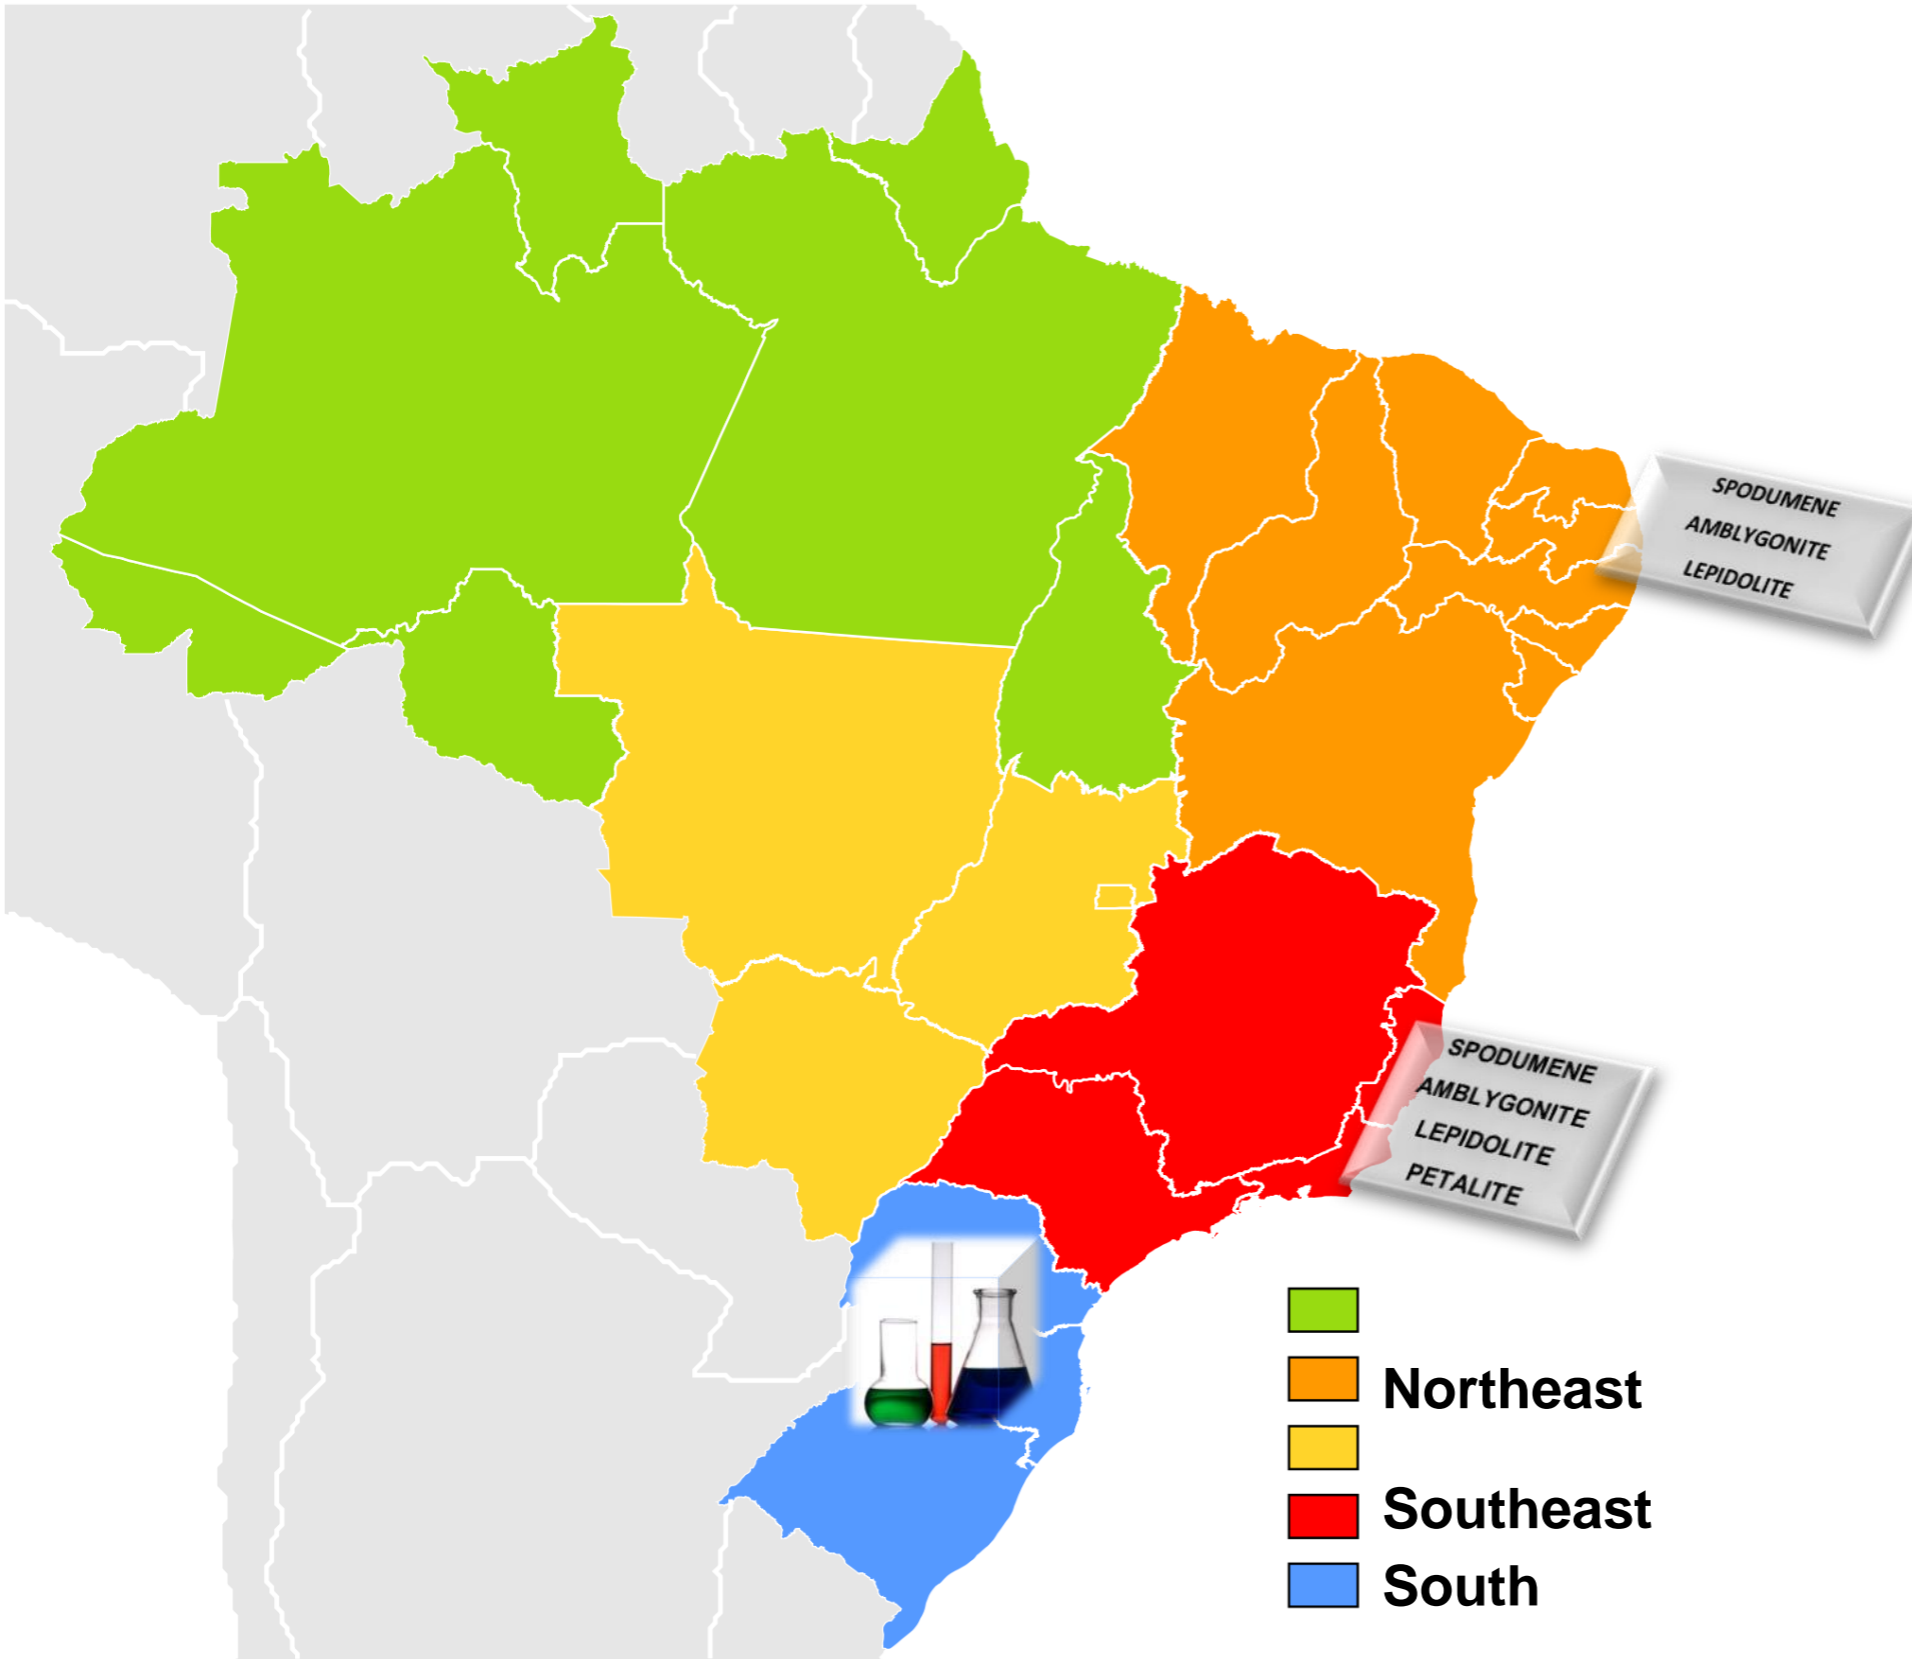 SPODUMENE
AMBLYGONITE
LEPIDOLITE
SPODUMENE
AMBLYGONITE
LEPIDOLITE
PETALITE
Northeast
Southeast
South